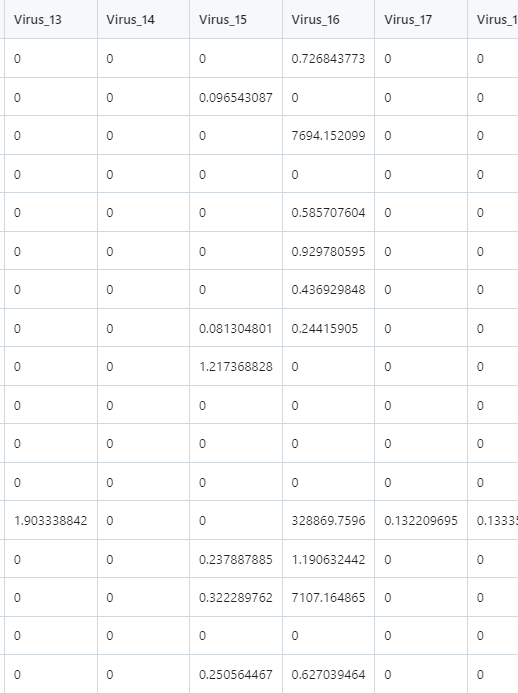 Virus_13 Virus_14 Virus_15 Virus_16 Virus_17 Virus_1
0 0 0 0.726843773 0 0
0 0 0.096543087 0 0 0
0 0 0 7694.152099 0 0
0 0 0 0 0 0
0 0 0 0.585707604 0 0
0 0 0 0.929780595 0 0
0 0 0 0.436929848 0 0
0 0 0.081304801 0.24415905 0 0
0 0 1.217368828 0 0 0
0 0 0 0 0 0
0 0 0 0 0 0
0 0 0 0 0 0
1.903338842 0 0 328869.7596 0.132209695 0.1333
0 0 0.237887885 1.190632442 0 0
0 0 0.322289762 7107.164865 0 0
0 0 0 0 0 0
0 0 0.250564467 0.627039464 0 0